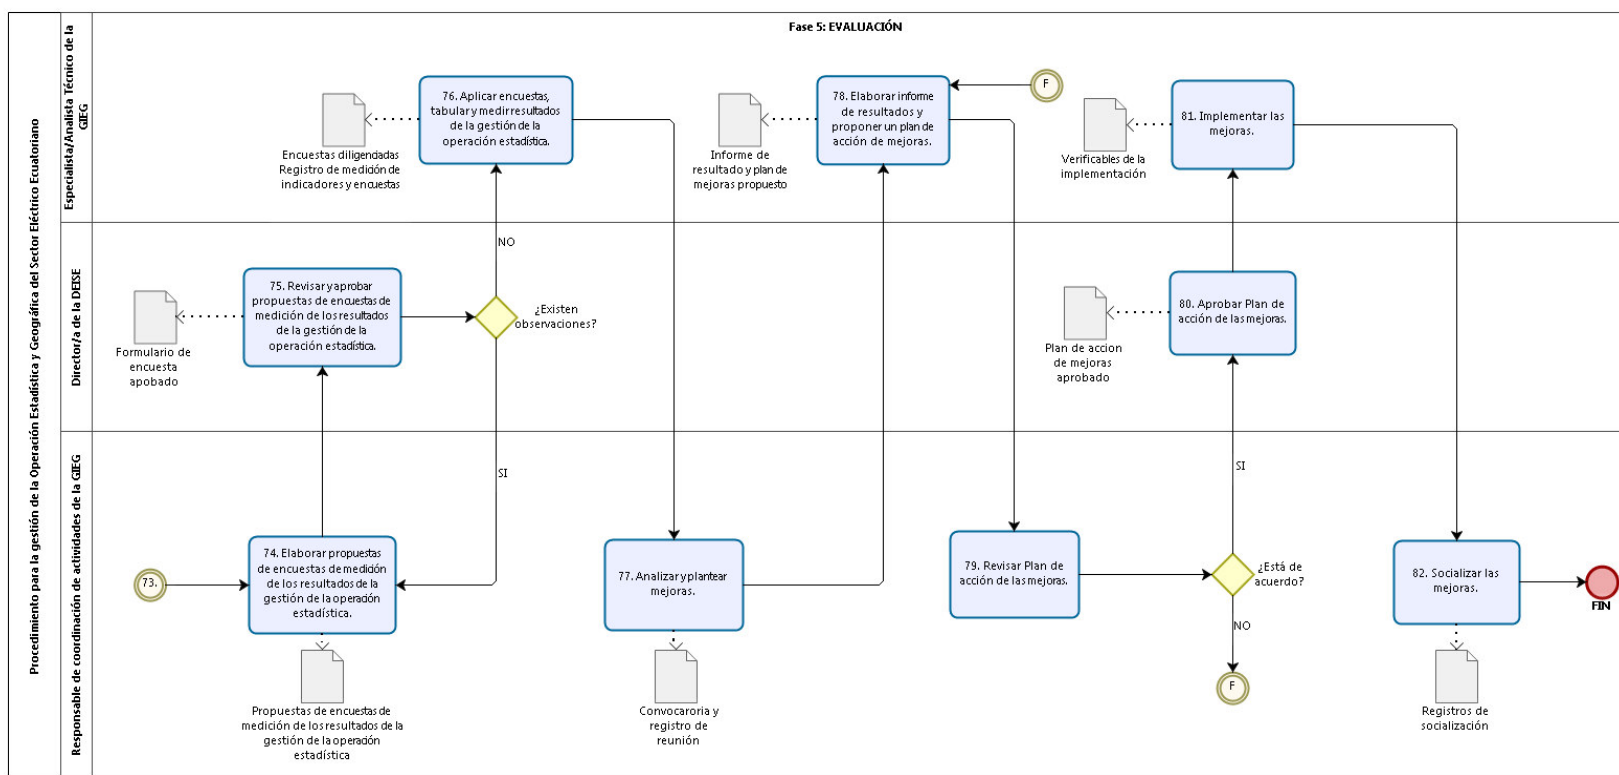 Procedimiento para la gestión de la Operación Estadística y Geográfica del Sector Eléctrico Ecuatoriano
Fase 5: EVALUACIÓN
Especialista/Analista Técnico de la
GIEG
76. Aplicar encuestas,
tabular y medir resultados
de la gestión de la
operación estadística.
Encuestas diligenciadas
Registro de medición de
indicadores y encuestas
78. Elaborar informe
de resultados y
proponer un plan de
acción de mejoras.
F
Informe de
resultado y plan de
mejoras propuesto
81. Implementar las
mejoras.
Verificables de la
implementación
Director/a de la DEISE
75. Revisar y aprobar
propuestas de encuestas de
medición de los resultados
de la gestión de la
operación estadística.
Formulario de
encuesta
apobado
NO
¿Existen
observaciones?
SI
80. Aprobar Plan de
acción de las mejoras.
Plan de accion
de mejoras
aprobado
Responsable de coordinación de actividades de la GIEG
73.
74. Elaborar propuestas
de encuestas de medición
de los resultados de la
gestión de la operación
estadística.
Propuestas de encuestas de
medición de los resultados de la
gestión de la operación
estadística
77. Analizar y plantear
mejoras.
Convocaroria y
registro de
reunión
79. Revisar Plan de
acción de las mejoras.
SI
¿Está de
acuerdo?
NO
F
82. Socializar las
mejoras.
Registros de
socialización
FIN